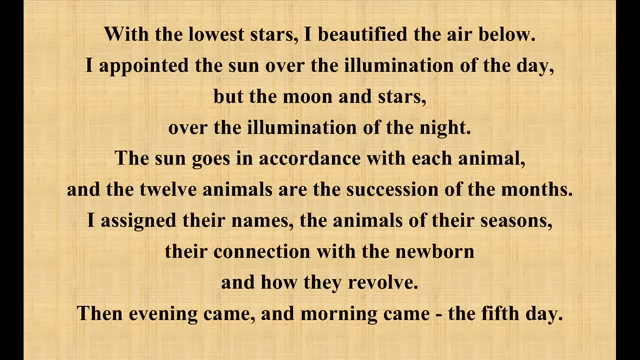 With the lowest stars, I beautified the air below.
I appointed the sun over the illumination of the day,
but the moon and stars,
over the illumination of the night.
The sun goes in accordance with each animal,
and the twelve animals are the succession of the months.
I assigned their names, the animals of their seasons,
their connection with the newborn
and how they revolve.
Then evening came, and morning came - the fifth day.